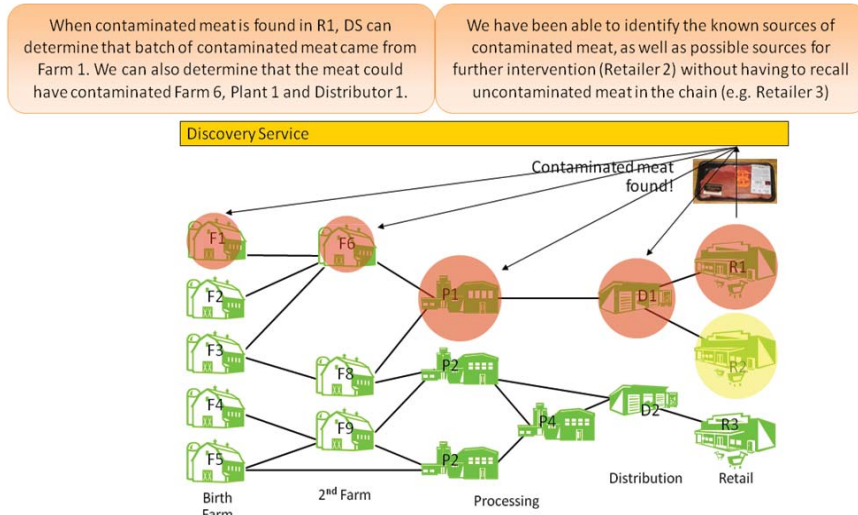 When contaminated meat is found in R1, DS can
determine that batch of contaminated meat came from
Farm 1. We can also determine that the meat could
have contaminated Farm 6, Plant 1 and Distributor 1.
We have been able to identify the known sources of
contaminated meat, as well as possible sources for
further intervention (Retailer 2) without having to recall
uncontaminated meat in the chain (e.g. Retailer 3)
Discovery Service
Contaminated meat
found!
F1
F6
R1
F2
P1
D1
F3
F8
P2
R2
F4
F9
P4
D2
R3
F5
P2
Birth
Farm
2nd Farm
Processing
Distribution
Retail